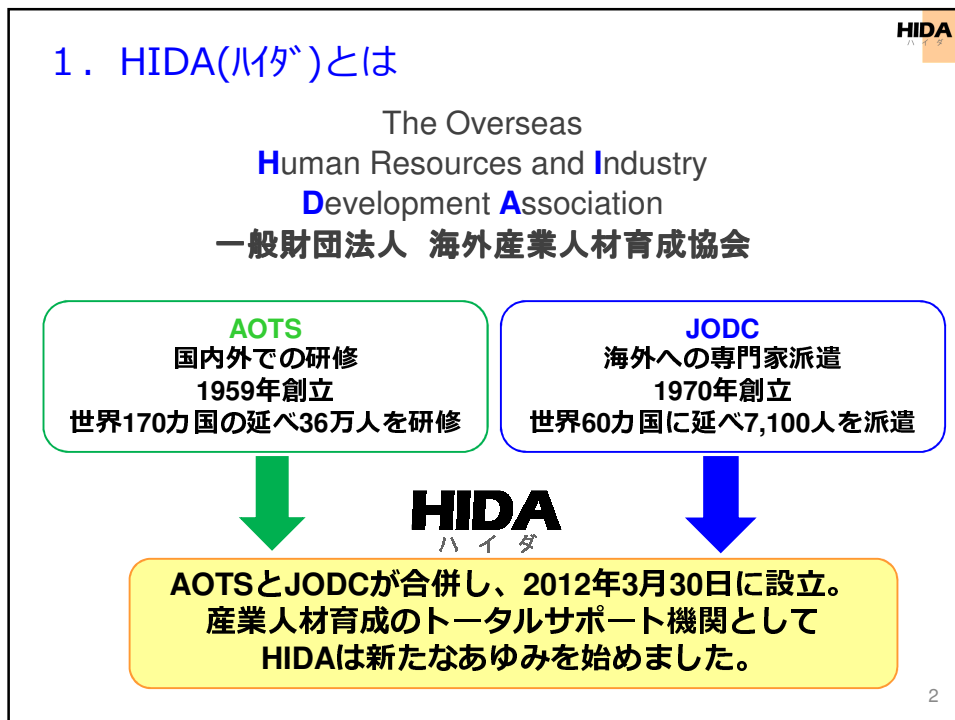 HIDA
ハイダ
1．HIDA(ﾊｲﾀﾞ)とは
The Overseas
Human Resources and Industry
Development Association
一般財団法人　海外産業人材育成協会
AOTS
国内外での研修
1959年創立
世界170カ国の延べ36万人を研修
JODC
海外への専門家派遣
1970年創立
世界60カ国に延べ7,100人を派遣
HIDA
ハイダ
AOTSとJODCが合併し、2012年3月30日に設立。
産業人材育成のトータルサポート機関として
HIDAは新たなあゆみを始めました。
2